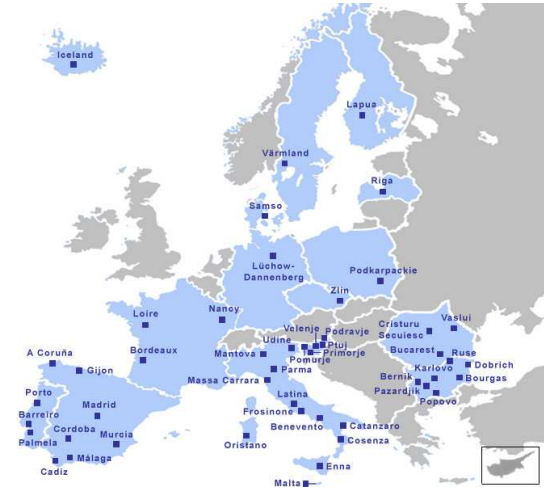 Iceland
Lapua
Värmland
Riga
Samso
Lüchow-
Dannenberg
Podkarpackie
Zlin
Loire
Nancy
Velenje
Podravje
Cristuru
Secuiesc
Vaslui
Udine
Ptuj
Mantova
Pomurje
Primorje
Bucarest
Ruse
A Coruña
Bordeaux
Parma
Karlovo
Dobrich
Gijon
Massa Carrara
Bernik
Bourgas
Pazardjik
Popovo
Porto
Madrid
Latina
Barreiro
Frosinone
Catanzaro
Cordoba
Murcia
Benevento
Palmela
Oristano
Cosenza
Cadiz
Málaga
Enna
Malta